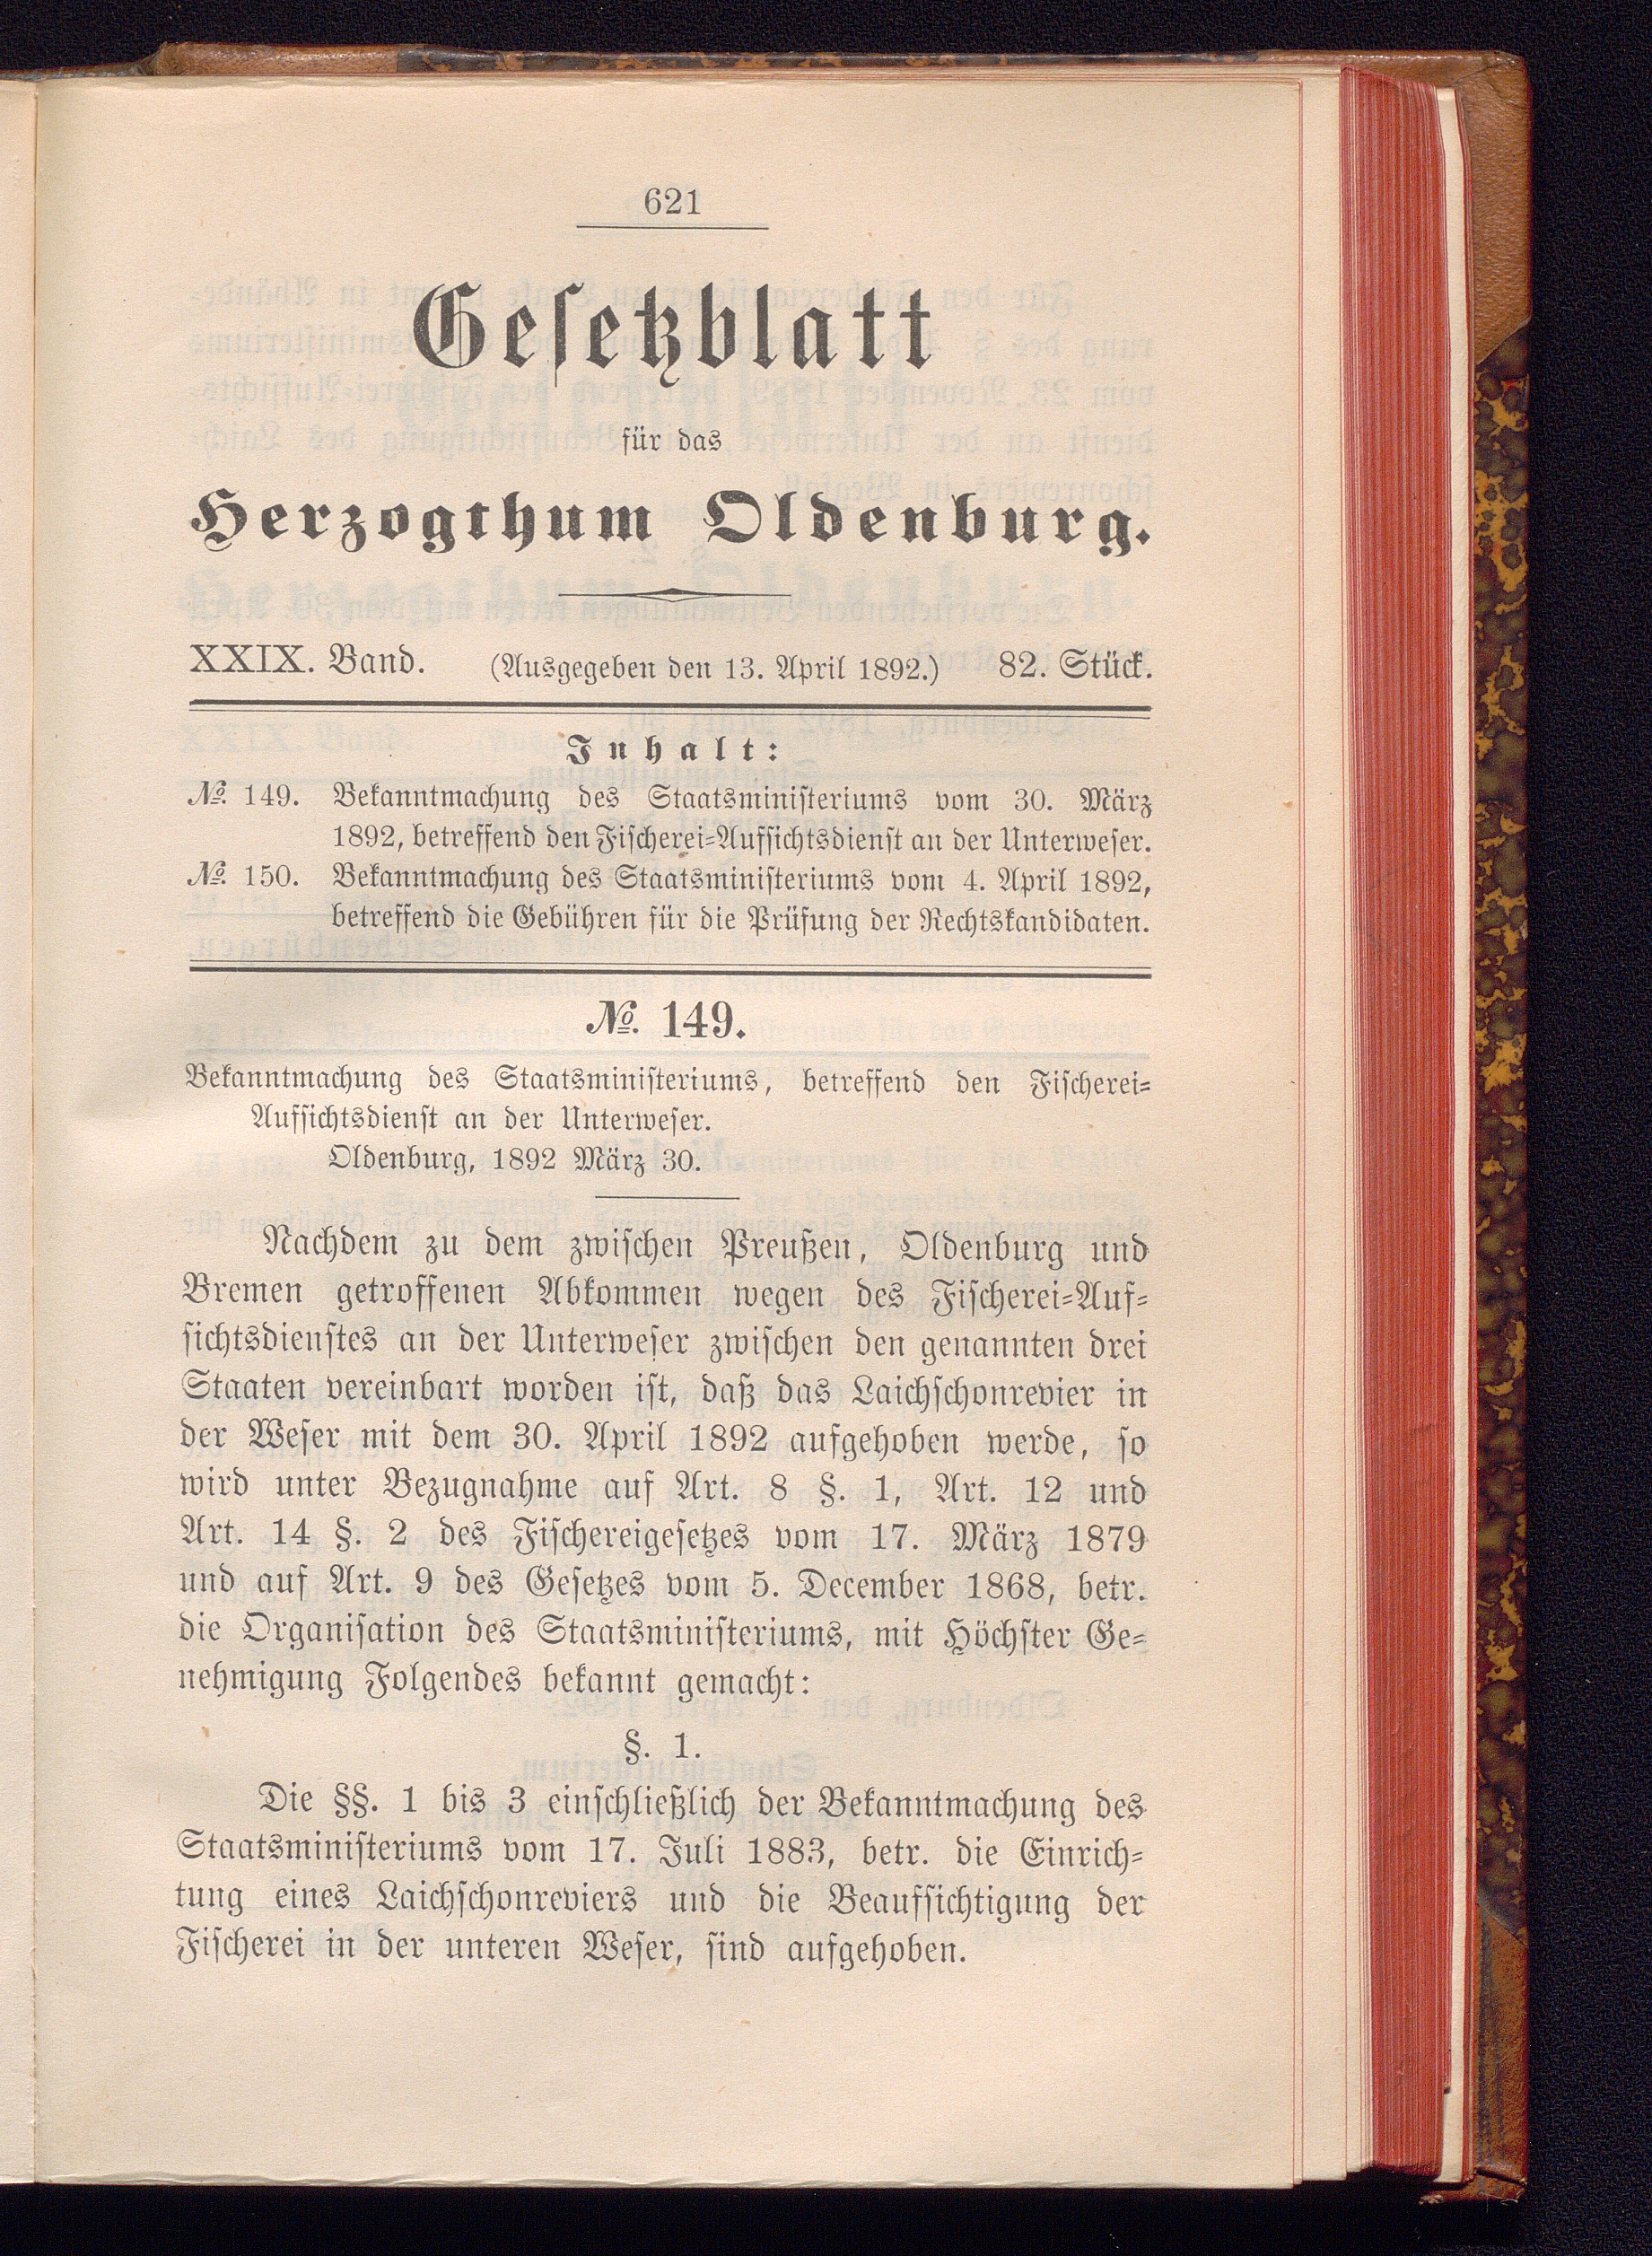 621
Gesetzblatt
für das
Herzogthum Oldenburg.
XXIX. Band. (Ausgegeben den 13. April 1892.) 82. Stück.
Inhalt:
№. 149. Bekanntmachung des Staatsministeriums vom 30. März
1892, betreffend den Fischerei-Aufsichtsdienst an der Unterweser.
№. 150. Bekanntmachung des Staatsministeriums vom 4. April 1892,
betreffend die Gebühren für die Prüfung der Rechtskandidaten.
№. 149.
Bekanntmachung des Staatsministeriums, betreffend den Fischerei-
Aufsichtsdienst an der Unterweser.
Oldenburg, 1892 März 30.
Nachdem zu dem zwischen Preußen, Oldenburg und
Bremen getroffenen Abkommen wegen des Fischerei-Auf-
sichtsdienstes an der Unterweser zwischen den genannten drei
Staaten vereinbart worden ist, daß das Laichschonrevier in
der Weser mit dem 30. April 1892 aufgehoben werde, so
wird unter Bezugnahme auf Art. 8 §. 1, Art. 12 und
Art. 14 §. 2 des Fischereigesetzes vom 17. März 1879
und auf Art. 9 des Gesetzes vom 5. December 1868, betr.
die Organisation des Staatsministeriums, mit Höchster Ge-
nehmigung Folgendes bekannt gemacht:
§. 1.
Die §§. 1 bis 3 einschließlich der Bekanntmachung des
Staatsministeriums vom 17. Juli 1883, betr. die Einrich-
tung eines Laichschonreviers und die Beaufsichtigung der
Fischerei in der unteren Weser, sind aufgehoben.